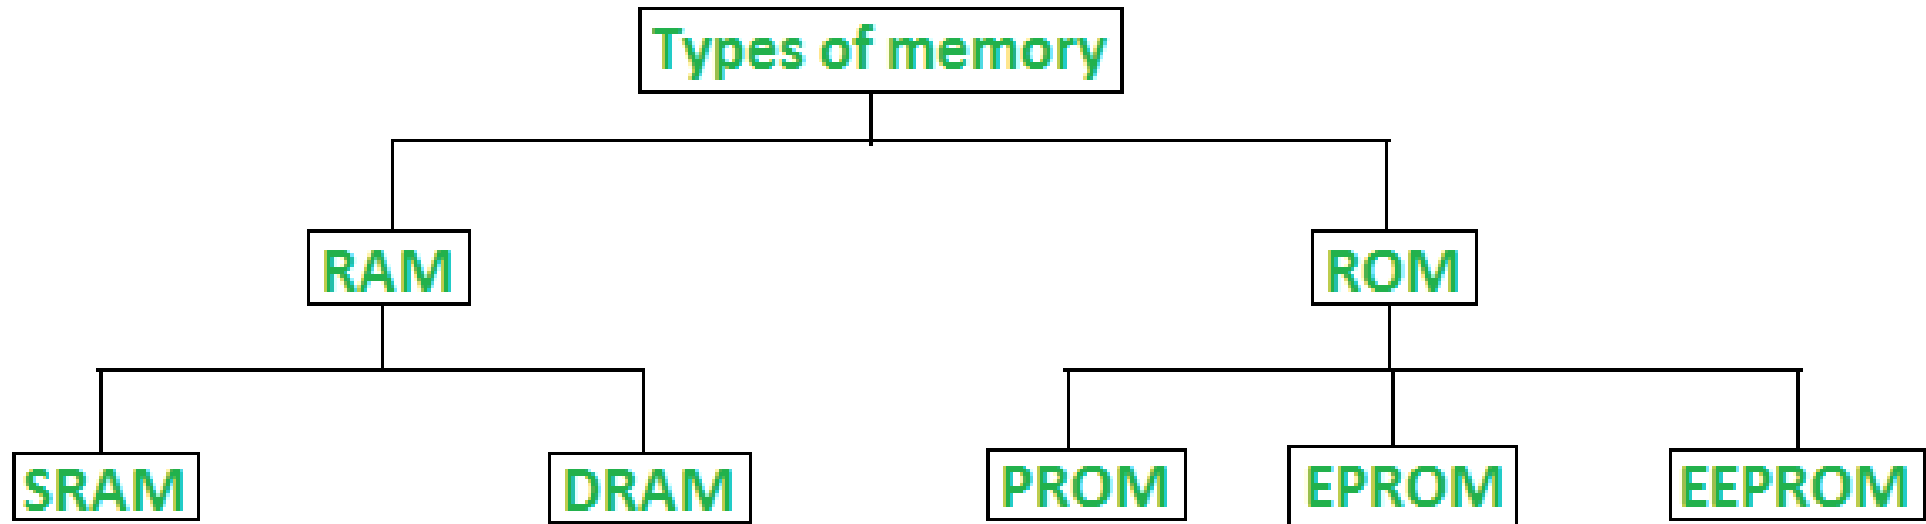 Types of memory
RAM
ROM
SRAM
DRAM
PROM
EPROM
EEPROM